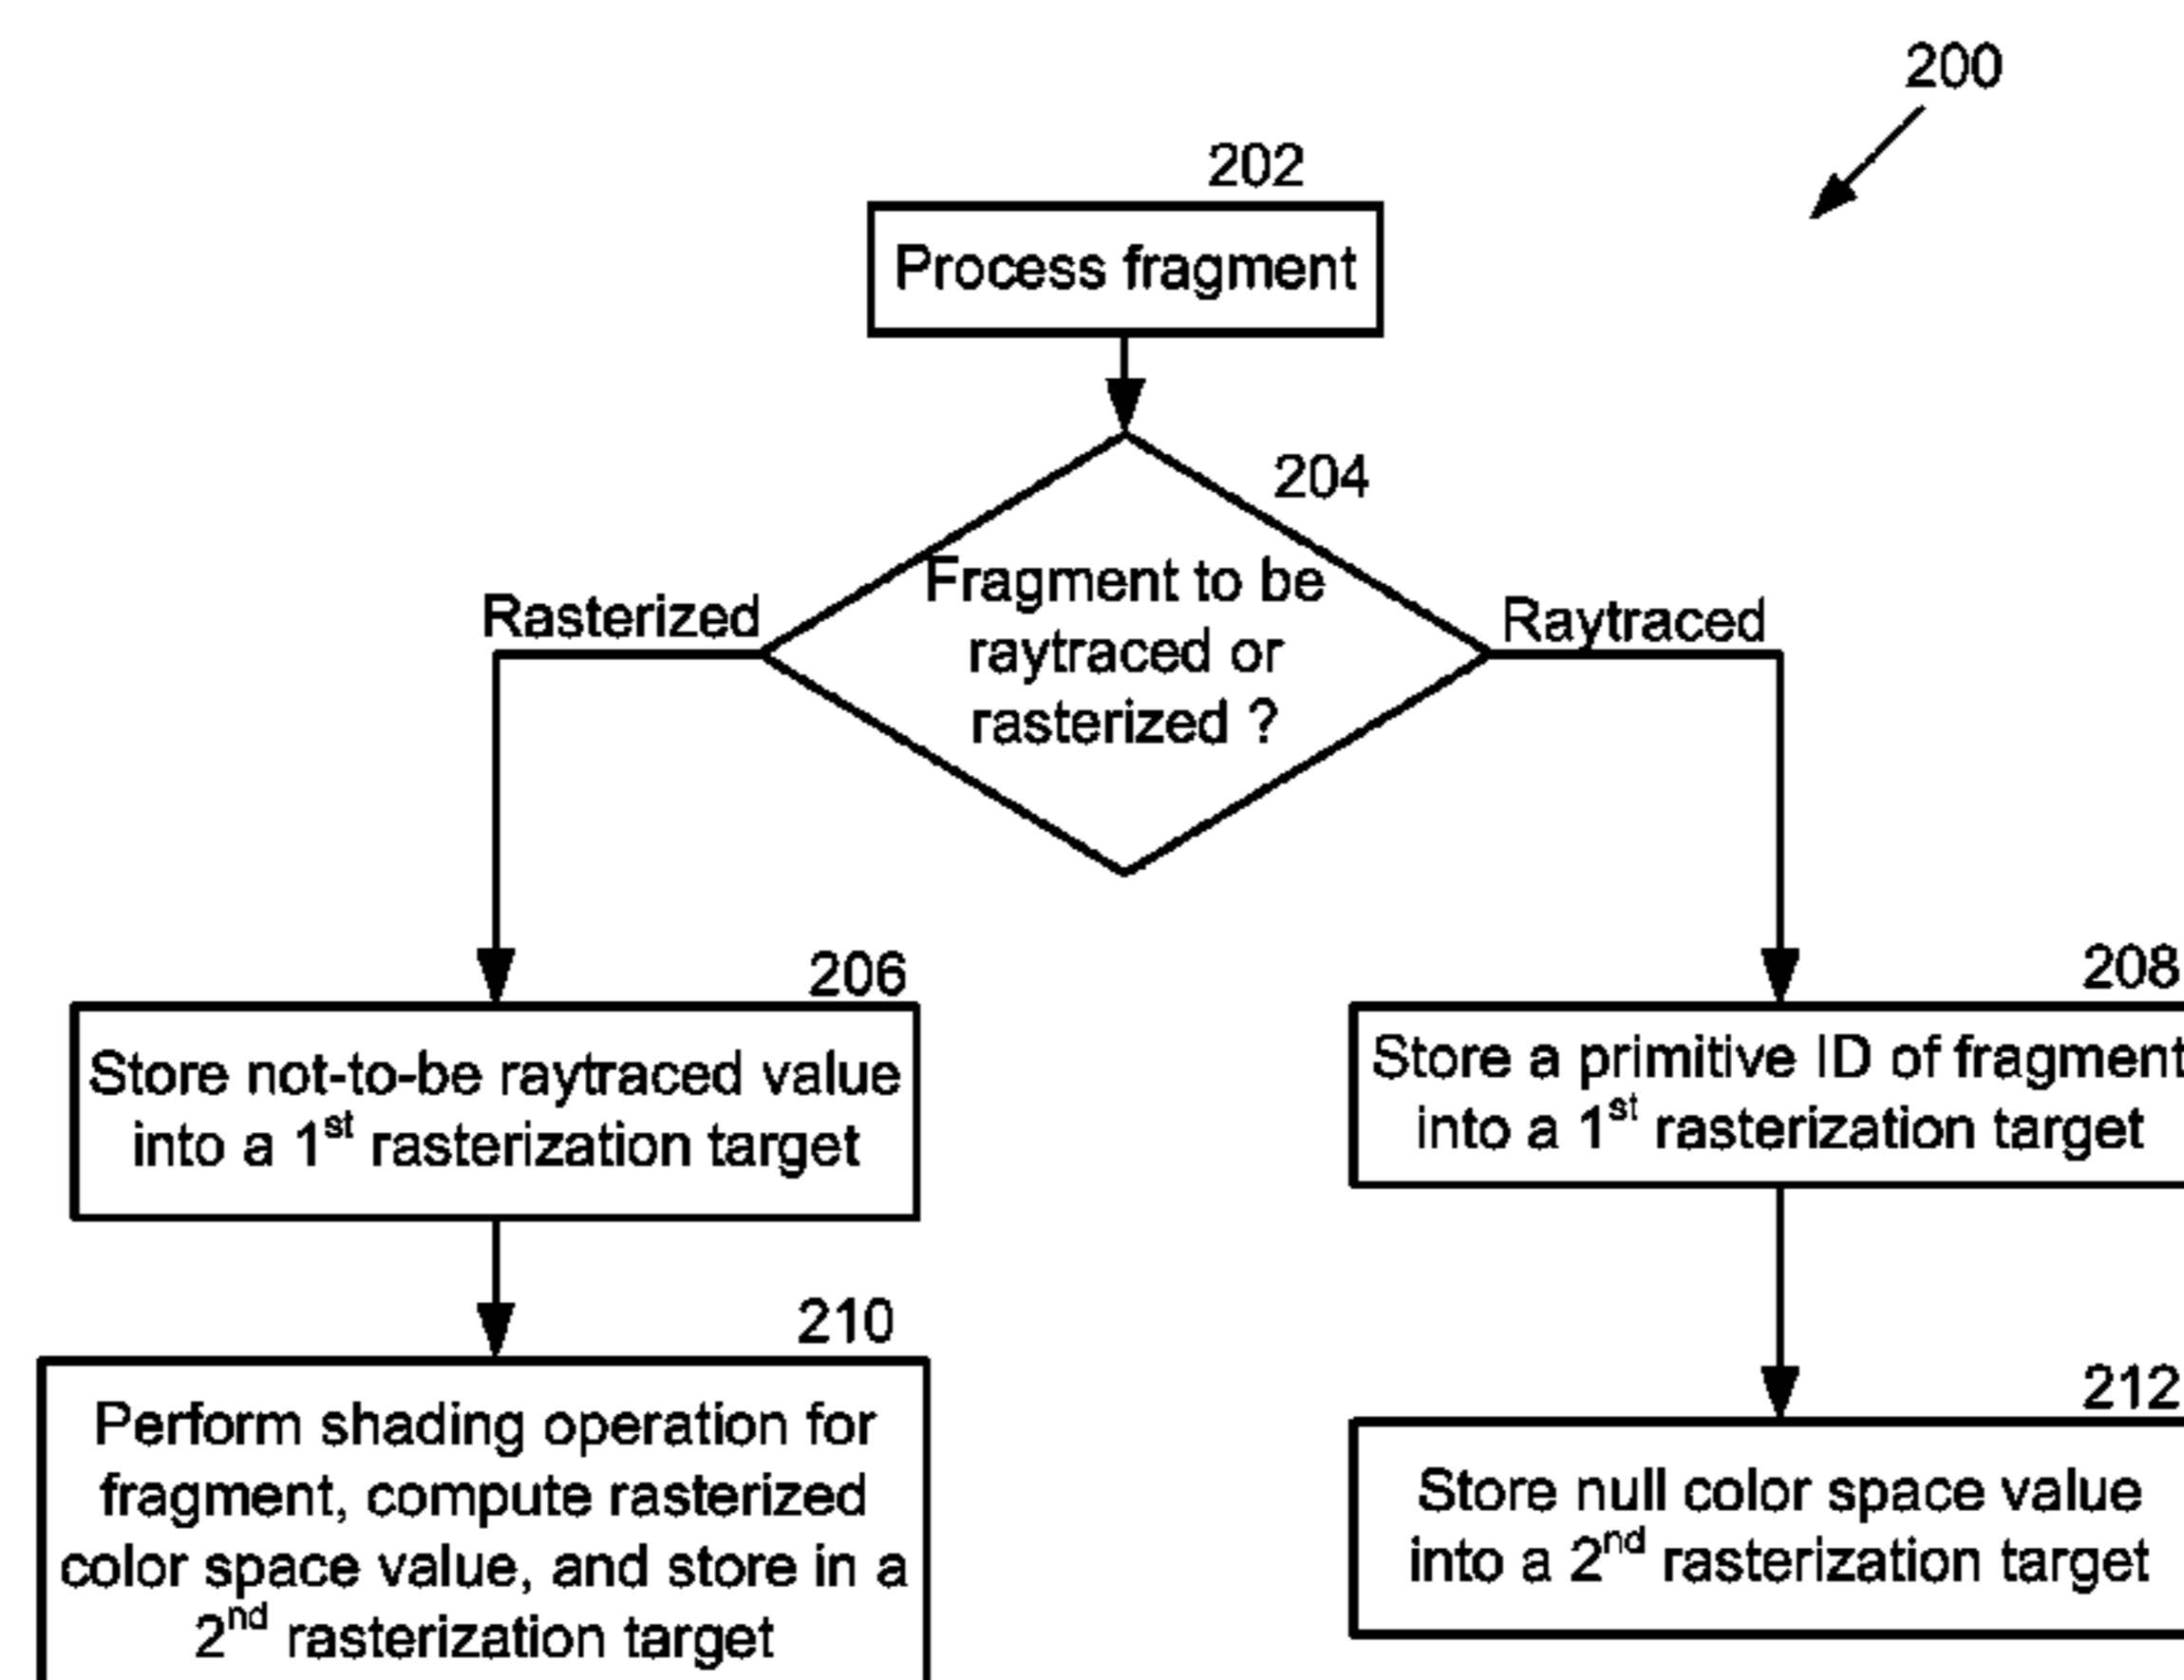 200
202
Process fragment
204
Fragment to be
raytraced or
rasterized ?
Rasterized
Raytraced
206
Store not-to-be raytraced value
into a 1st rasterization target
208
Store a primitive ID of fragment
into a 1st rasterization target
210
Perform shading operation for
fragment, compute rasterized
color space value, and store in a
2nd rasterization target
212
Store null color space value
into a 2nd rasterization target